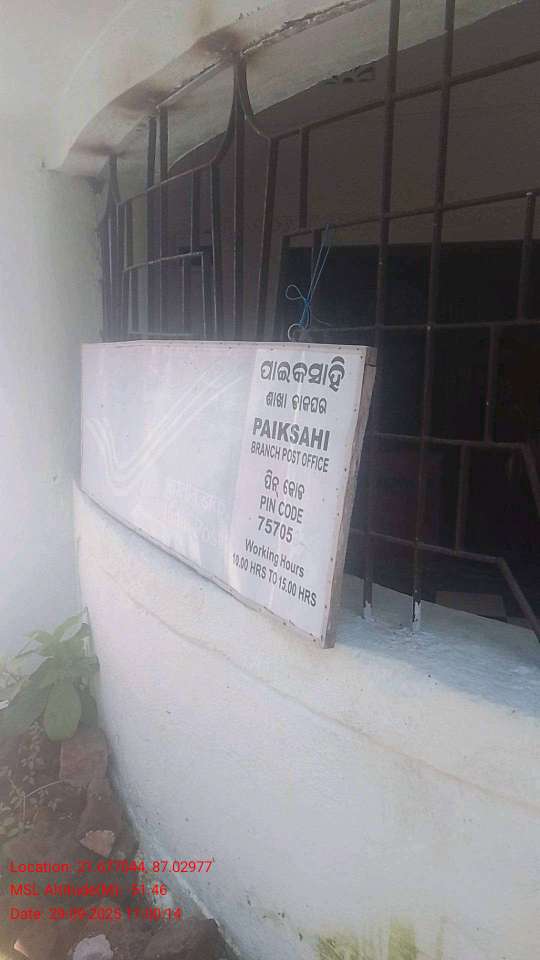 ପାଇକସାହି
ଶାଖା ଡାକଘର
PAIKSAHI
BRANCH POST OFFICE
ପିନ୍ କୋଡ
PIN CODE
75705
Working Hours
10.00 HRS TO 15.00 HRS
Location: 21.677044, 87.02977
MSL Altitude(M): -51.46
Date: 29-09-2025 11:00:14